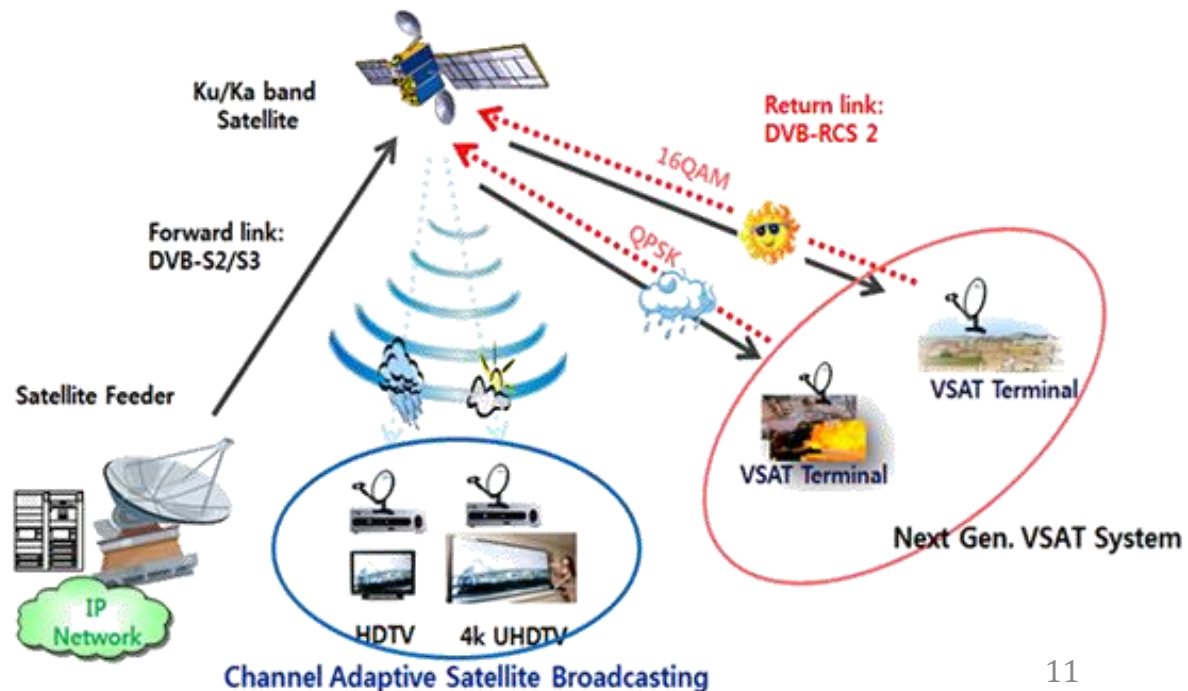 Ku/Ka band
Satellite
Return link:
DVB-RCS 2
16QAM
QPSK
Forward link:
DVB-S2/S3
Satellite Feeder
VSAT Terminal
VSAT Terminal
Next Gen. VSAT System
IP
Network
HDTV
4k UHDTV
Channel Adaptive Satellite Broadcasting
11